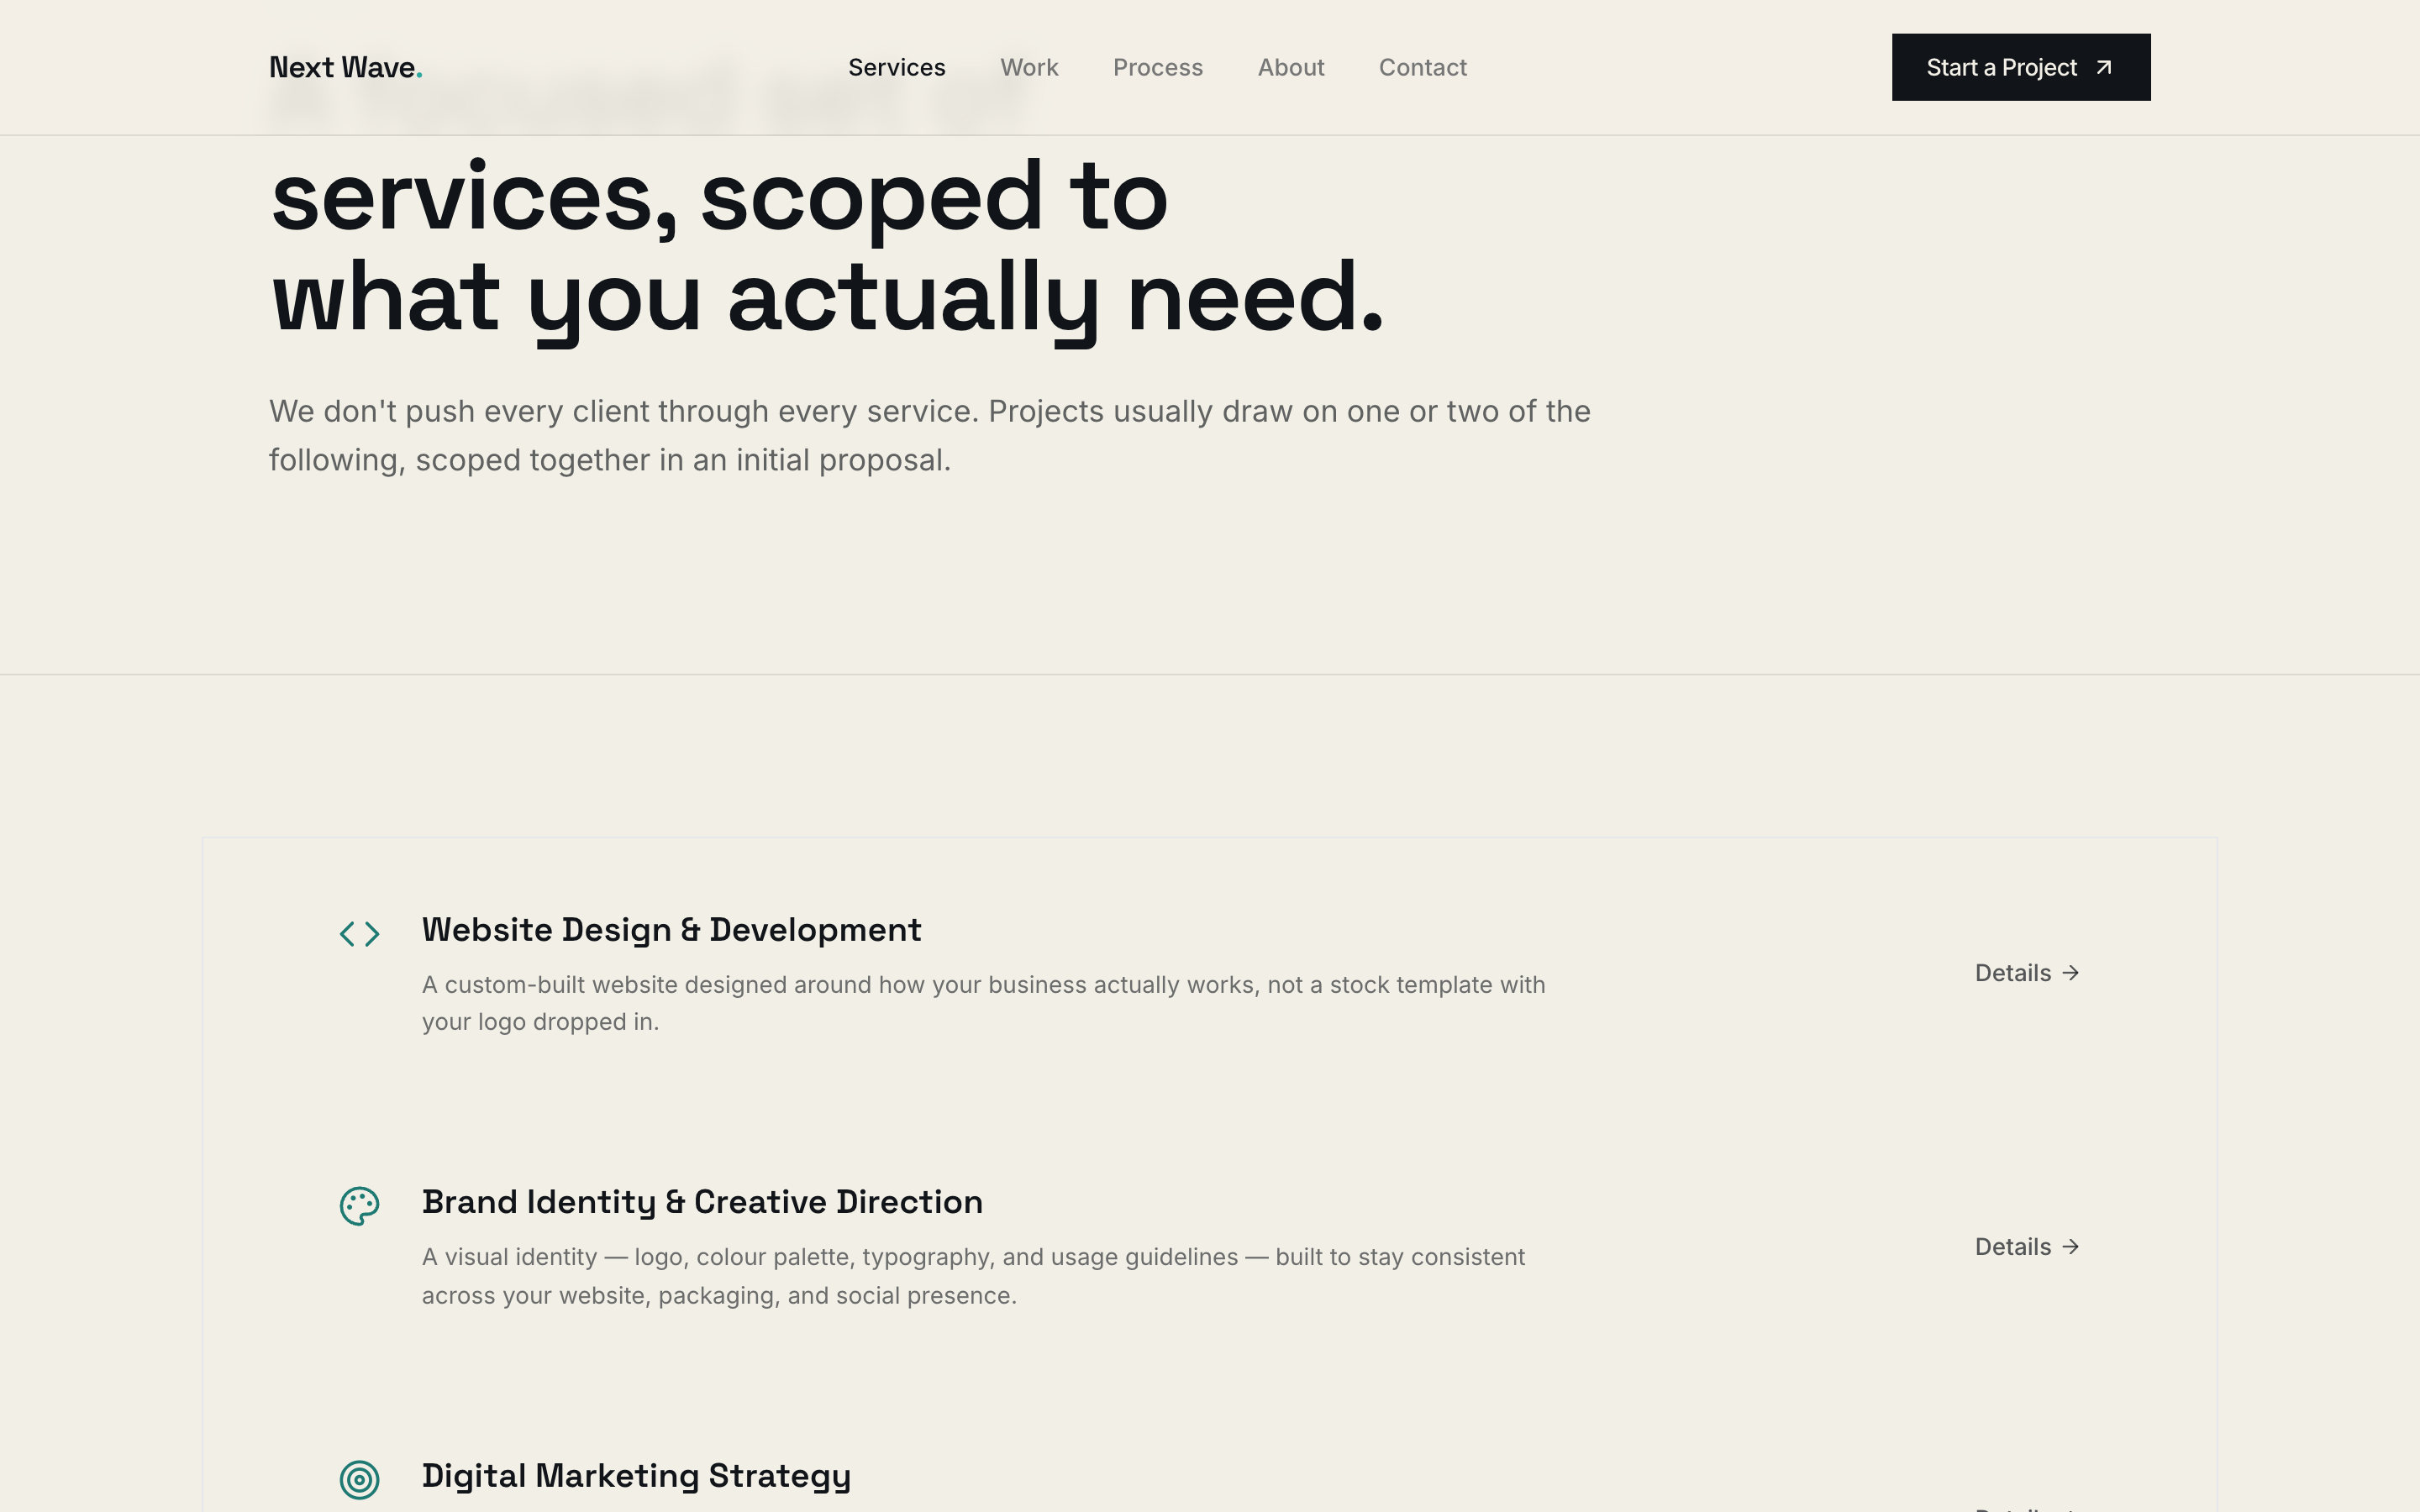 Next Wave.
Services
Work
Process
About
Contact
Start a Project
A focused set of
services, scoped to
what you actually need.
We don't push every client through every service. Projects usually draw on one or two of the
following, scoped together in an initial proposal.
Website Design & Development
A custom-built website designed around how your business actually works, not a stock template with
your logo dropped in.
Details →
Brand Identity & Creative Direction
A visual identity — logo, colour palette, typography, and usage guidelines — built to stay consistent
across your website, packaging, and social presence.
Details →
Digital Marketing Strategy